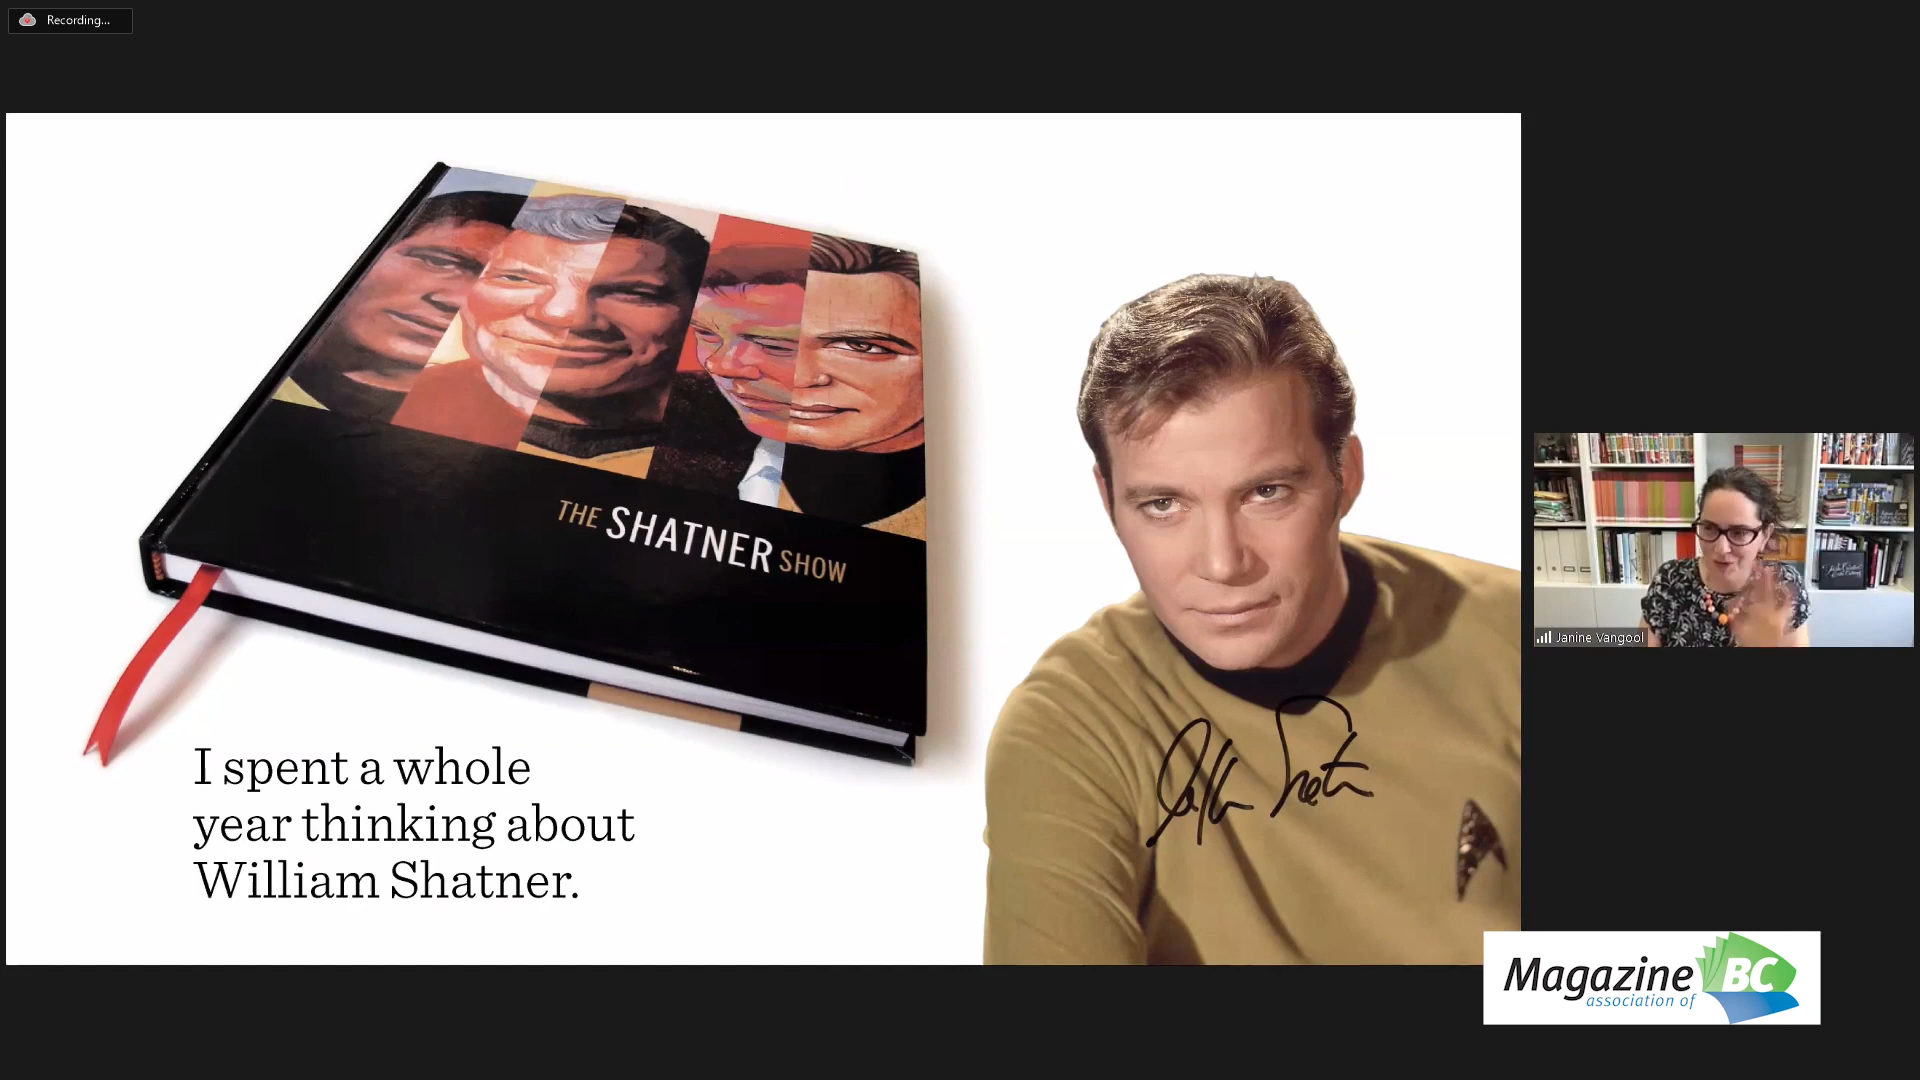 Recording...
THE SHATNER SHOW
I spent a whole
year thinking about
William Shatner.
Janine Vangool
Magazine BC
association of